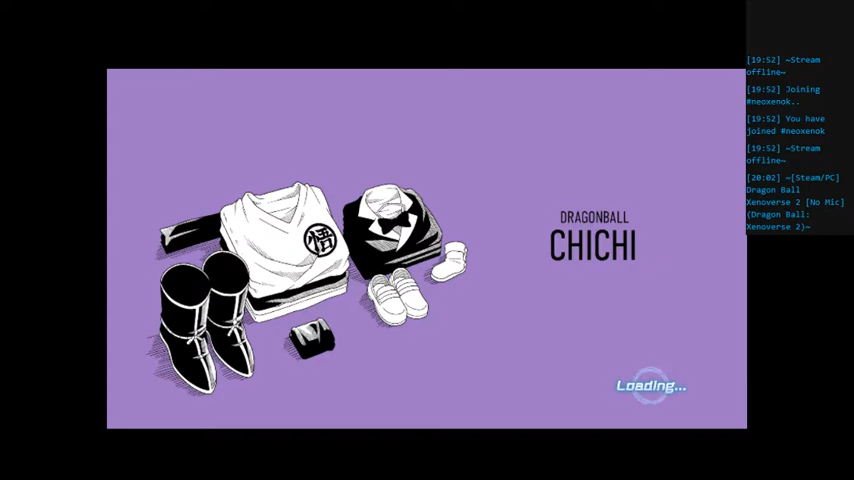 悟
DRAGONBALL
CHICHI
Loading...
[19:52] ~Stream
offline~
[19:52] Joining
#neoxenok..
[19:52] You have
joined #neoxenok
[19:52] ~Stream
offline~
[20:02] ~[Steam/PC]
Dragon Ball
Xenoverse 2 [No Mic]
(Dragon Ball:
Xenoverse 2)~